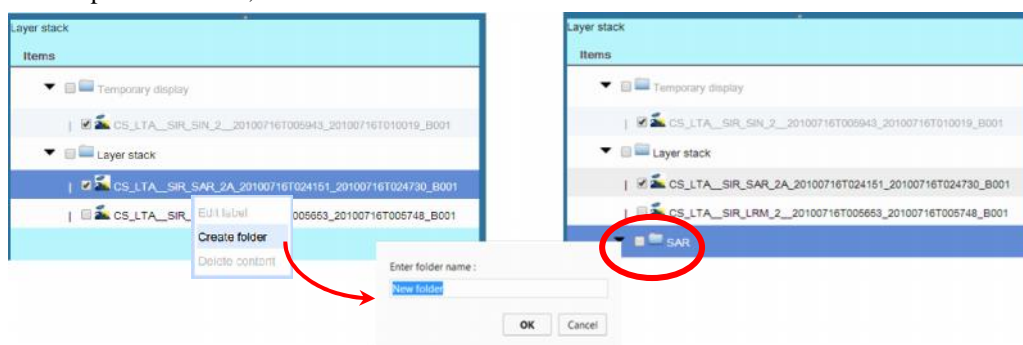 Layer stack
Items
Temporary display
CS_LTA__SIR_SIN_2__20100716T005943_20100716T010019_B001
Layer stack
CS_LTA__SIR_SAR_2A_20100716T024151_20100716T024730_B001
CS_LTA__SIR_ 005653_20100716T005748_B001
Edit label
Create folder
Delete content
Enter folder name :
New folder
OK Cancel
Layer stack
Items
Temporary display
CS_LTA__SIR_SIN_2__20100716T005943_20100716T010019_B001
Layer stack
CS_LTA__SIR_SAR_2A_20100716T024151_20100716T024730_B001
CS_LTA__SIR_LRM_2__20100716T005653_20100716T005748_B001
SAR